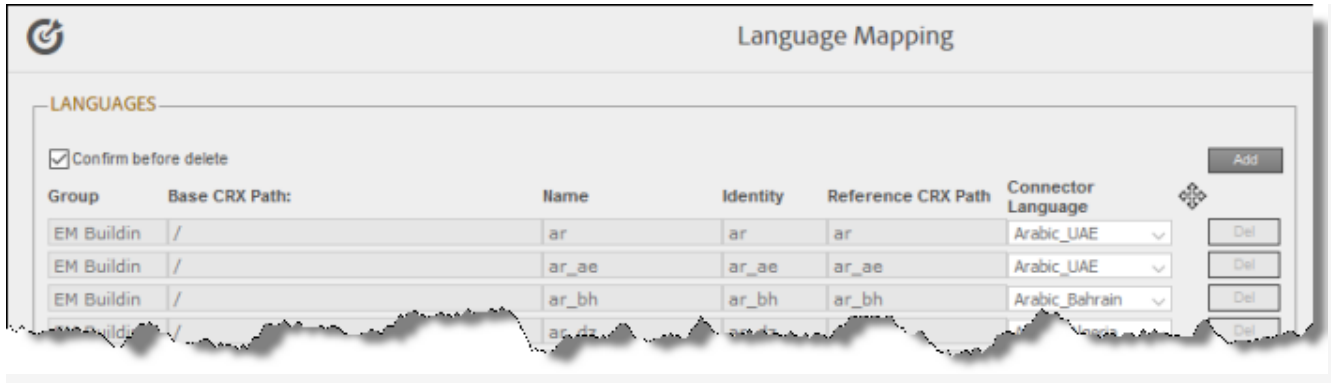 Language Mapping
LANGUAGES
Confirm before delete
Add
Group Base CRX Path: Name Identity Reference CRX Path Connector Language
EM Buildin / ar ar ar Arabic_UAE Del
EM Buildin / ar_ae ar_ae ar_ae Arabic_UAE Del
EM Buildin / ar_bh ar_bh ar_bh Arabic_Bahrain Del
/ ar_dz Del